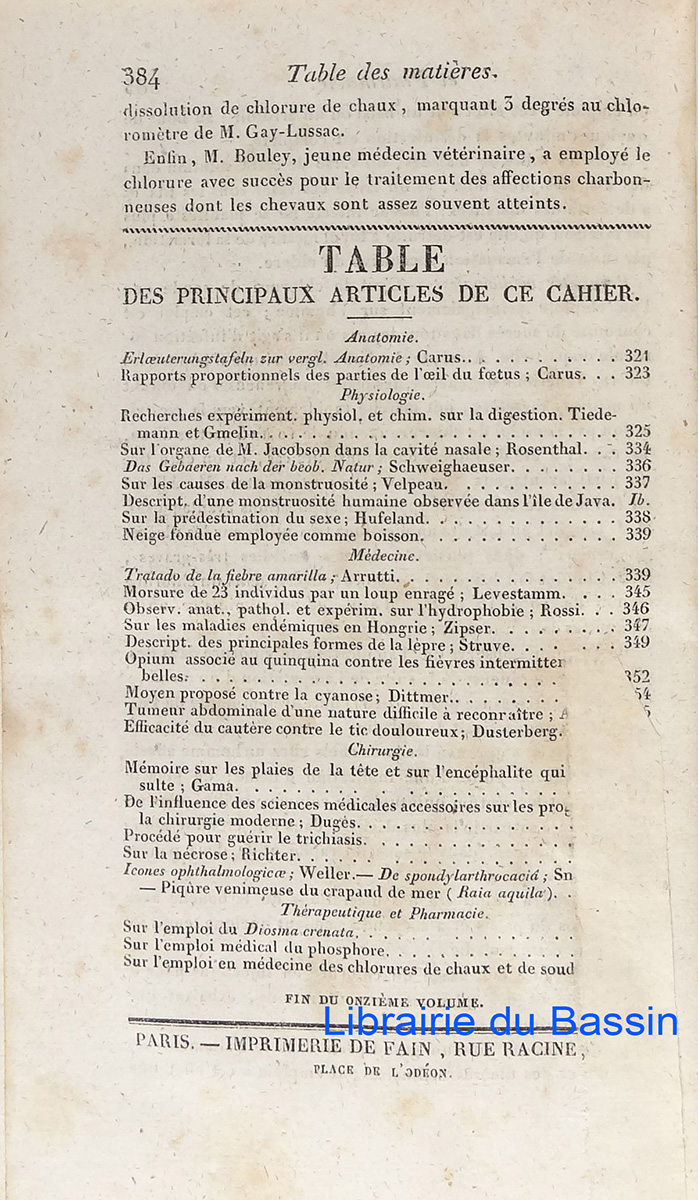 384 Table des matières.
dissolution de chlorure de chaux, marquant 3 degrés au chlo-
romètre de M. Gay-Lussac.
Enfin, M. Bouley, jeune médecin vétérinaire, a employé le
chlorure avec succès pour le traitement des affections charbon-
neuses dont les chevaux sont assez souvent atteints.
TABLE
DES PRINCIPAUX ARTICLES DE CE CAHIER.
Anatomie.
Erlœuterungstafeln zur vergl. Anatomie; Carus. . . . . . . . . . . 321
Rapports proportionnels des parties de l'œil du fœtus; Carus. . . 323
Physiologie.
Recherches expériment. physiol. et chim. sur la digestion. Tiede-
mann et Gmelin. . . . . . . . . . . . . . . . . . . . . 325
Sur l'organe de M. Jacobson dans la cavité nasale; Rosenthal. . . 334
Das Gebaeren nach der beob. Natur; Schweighaeuser. . . . . . . . 336
Sur les causes de la monstruosité; Velpeau. . . . . . . . . . . . 337
Descript. d'une monstruosité humaine observée dans l'île de Java. Ib.
Sur la prédestination du sexe; Hufeland. . . . . . . . . . . . . 338
Neige fondue employée comme boisson. . . . . . . . . . . . . 339
Médecine.
Tratado de la fiebre amarilla; Arrutti. . . . . . . . . . . . . . . 339
Morsure de 23 individus par un loup enragé; Levestamm. . . . . 345
Observ. anat., pathol. et expérim. sur l'hydrophobie; Rossi. . . 346
Sur les maladies endémiques en Hongrie; Zipser. . . . . . . . . 347
Descript. des principales formes de la lèpre; Struve. . . . . . . 349
Opium associé au quinquina contre les fièvres intermitter
belles. . . . . . . . . . . . . . . . . . . . . . . 352
Moyen proposé contre la cyanose; Dittmer. . . . . . . . . 54
Tumeur abdominale d'une nature difficile à reconnaître; 5
Efficacité du cautère contre le tic douloureux; Dusterberg.
Chirurgie.
Mémoire sur les plaies de la tête et sur l'encéphalite qui
sulte; Gama. . . . . . . . . . . . . . . . . . .
De l'influence des sciences médicales accessoires sur les pro
la chirurgie moderne; Dugès. . . . . . . . . . . . .
Procédé pour guérir le trichiasis. . . . . . . . . . . .
Sur la nécrose; Richter. . . . . . . . . . . . . . . .
Icones ophthalmologicæ; Weller. — De spondylarthrocaciâ; Sn
— Piqûre venimeuse du crapaud de mer (Raia aquila). .
Thérapeutique et Pharmacie.
Sur l'emploi du Diosma crenata. . . . . . . . . . . . .
Sur l'emploi médical du phosphore. . . . . . . . . . .
Sur l'emploi en médecine des chlorures de chaux et de soud
FIN DU ONZIÈME VOLUME.
Librairie du Bassin
PARIS. — IMPRIMERIE DE FAIN, RUE RACINE,
PLACE DE L'ODÉON.